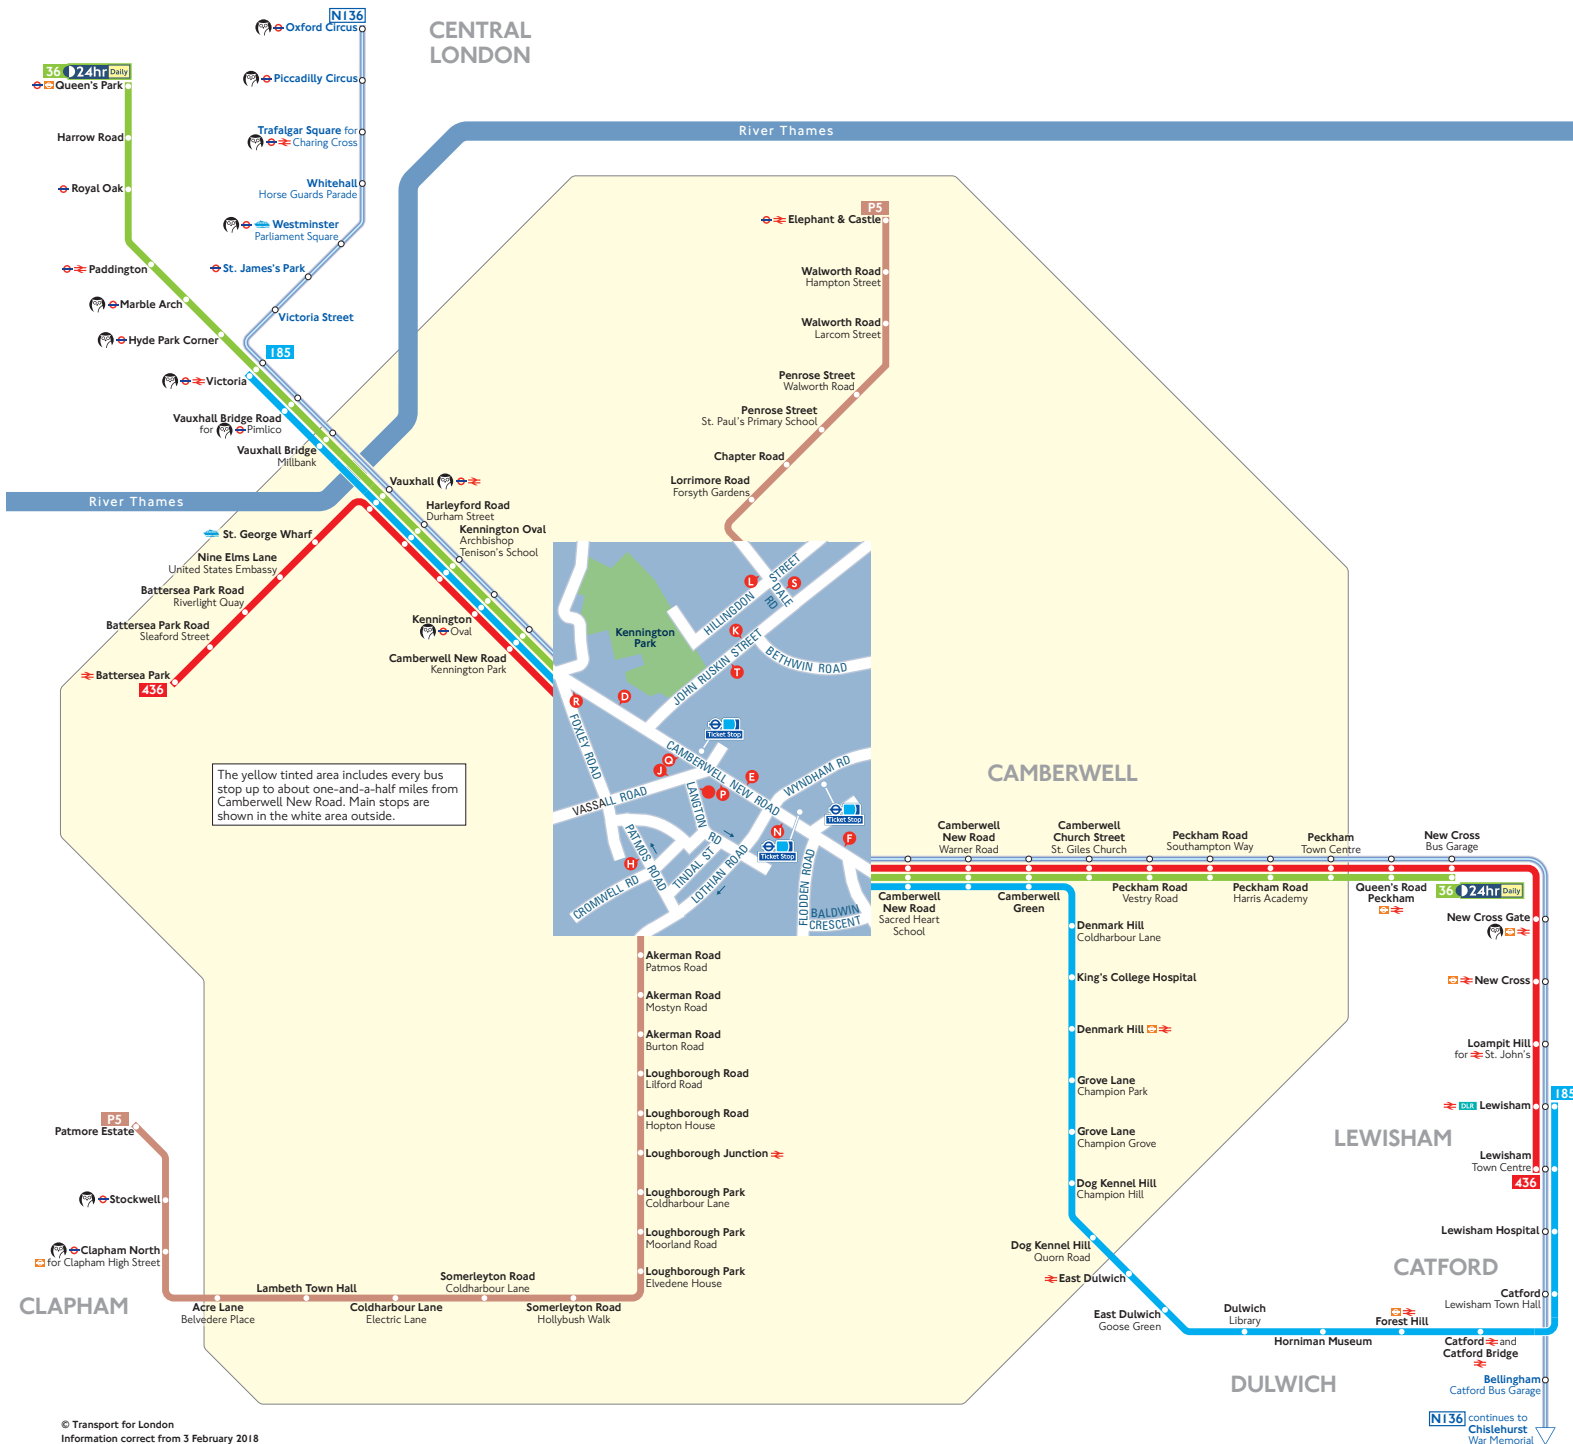 N136
Oxford Circus
CENTRAL
LONDON
36 24hr Daily
Queen's Park
Piccadilly Circus
Harrow Road
Trafalgar Square for
Charing Cross
River Thames
Royal Oak
Whitehall
Horse Guards Parade
Westminster
Parliament Square
P5
Elephant & Castle
Paddington
St. James's Park
Walworth Road
Hampton Street
Marble Arch
Victoria Street
Walworth Road
Larcom Street
Hyde Park Corner
185
Victoria
Penrose Street
Walworth Road
Vauxhall Bridge Road
for Pimlico
Penrose Street
St. Paul's Primary School
Vauxhall Bridge
Millbank
Chapter Road
Vauxhall
Lorrimore Road
Forsyth Gardens
River Thames
Harleyford Road
Durham Street
St. George Wharf
Kennington Oval
Archbishop
Tenison's School
Nine Elms Lane
United States Embassy
Battersea Park Road
Riverlight Quay
Battersea Park Road
Sleaford Street
Kennington
Oval
Camberwell New Road
Kennington Park
Battersea Park
436
HILLINGDON STREET
DALE
RD
L
S
K
T
Kennington
Park
JOHN RUSKIN STREET
BETHWIN ROAD
R
D
FOXLEY ROAD
Ticket Stop
CAMBERWELL NEW ROAD
Q
J
E
P
WYNDHAM RD
VASSALL ROAD
LANGTON
RD
Ticket Stop
N
F
Ticket Stop
PATMOS ROAD
H
TINDAL ST
LOTHIAN ROAD
CROMWELL RD
FLODDEN ROAD
BALDWIN
CRESCENT
The yellow tinted area includes every bus
stop up to about one-and-a-half miles from
Camberwell New Road. Main stops are
shown in the white area outside.
CAMBERWELL
Camberwell
New Road
Warner Road
Camberwell
Church Street
St. Giles Church
Peckham Road
Southampton Way
Peckham
Town Centre
New Cross
Bus Garage
Camberwell
New Road
Sacred Heart
School
Camberwell
Green
Peckham Road
Vestry Road
Peckham Road
Harris Academy
Queen's Road
Peckham
36 24hr Daily
New Cross Gate
Denmark Hill
Coldharbour Lane
King's College Hospital
New Cross
Denmark Hill
Loampit Hill
for St. John's
Grove Lane
Champion Park
185
DLR Lewisham
Grove Lane
Champion Grove
LEWISHAM
Lewisham
Town Centre
436
Dog Kennel Hill
Champion Hill
Lewisham Hospital
Dog Kennel Hill
Quorn Road
CATFORD
East Dulwich
Catford
Lewisham Town Hall
East Dulwich
Goose Green
Dulwich
Library
Forest Hill
Horniman Museum
Catford and
Catford Bridge
DULWICH
Bellingham
Catford Bus Garage
N136 continues to
Chislehurst
War Memorial
Akerman Road
Patmos Road
Akerman Road
Mostyn Road
Akerman Road
Burton Road
Loughborough Road
Lilford Road
Loughborough Road
Hopton House
Loughborough Junction
Loughborough Park
Coldharbour Lane
Loughborough Park
Moorland Road
Loughborough Park
Elvedene House
P5
Patmore Estate
Stockwell
Clapham North
for Clapham High Street
CLAPHAM
Acre Lane
Belvedere Place
Lambeth Town Hall
Coldharbour Lane
Electric Lane
Somerleyton Road
Coldharbour Lane
Somerleyton Road
Hollybush Walk
© Transport for London
Information correct from 3 February 2018